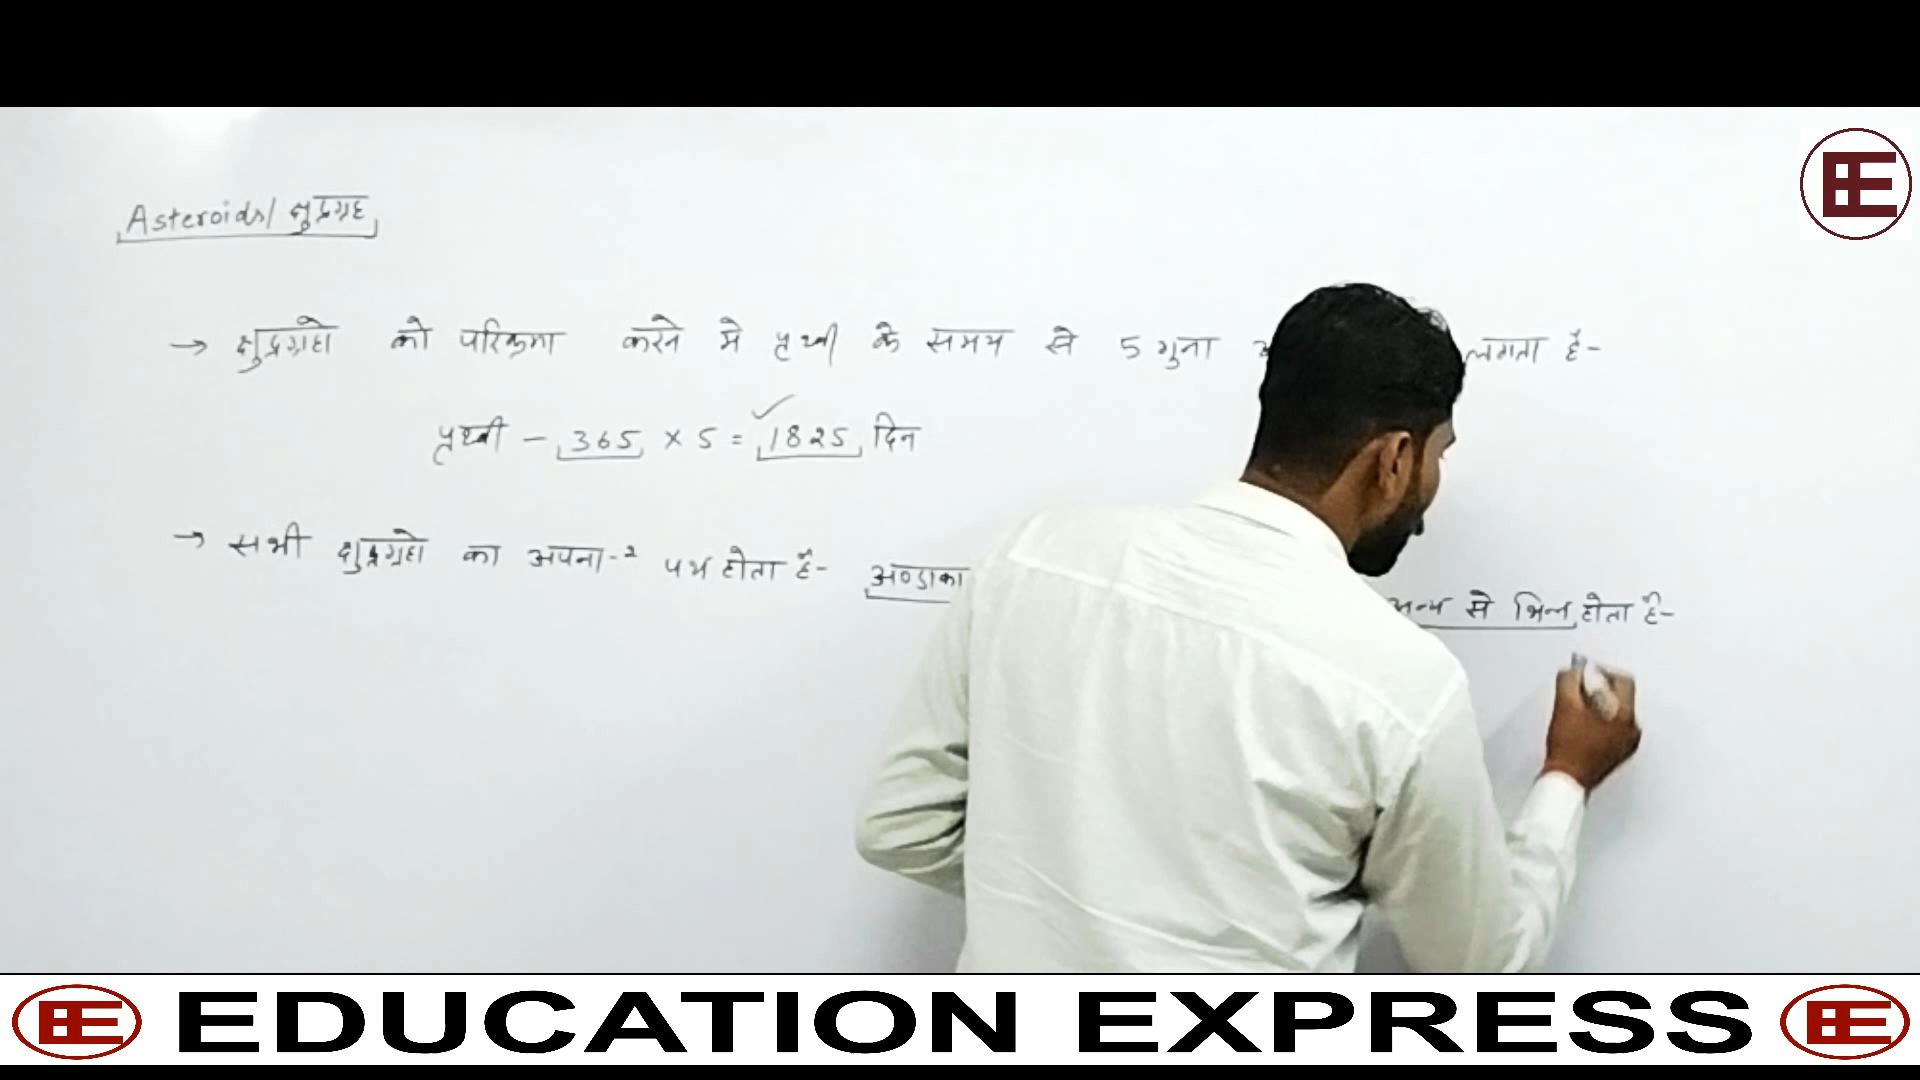 Asteroids/ क्षुद्रग्रह
→ क्षुद्रग्रहो को परिक्रमा करने मे पृथ्वी के समय से 5 गुना लगता है-
पृथ्वी - 365 × 5 = 1825 दिन
→ सभी क्षुद्रग्रहो का अपना-२ पथ होता है- अण्डाका अन्य से भिन्न होता है-
EDUCATION EXPRESS